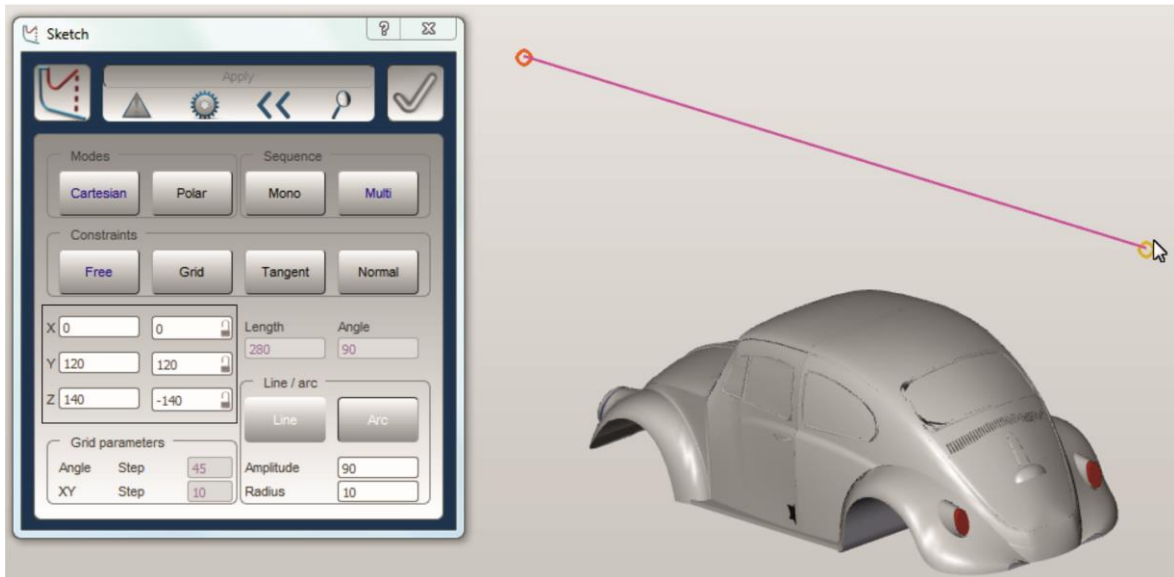 Sketch
Apply
Modes
Sequence
Cartesian Polar Mono Multi
Constraints
Free Grid Tangent Normal
X 0 0 Length Angle
280 90
Y 120 120
Line / arc
Z 140 -140
Line Arc
Grid parameters
Angle Step 45 Amplitude 90
XY Step 10 Radius 10